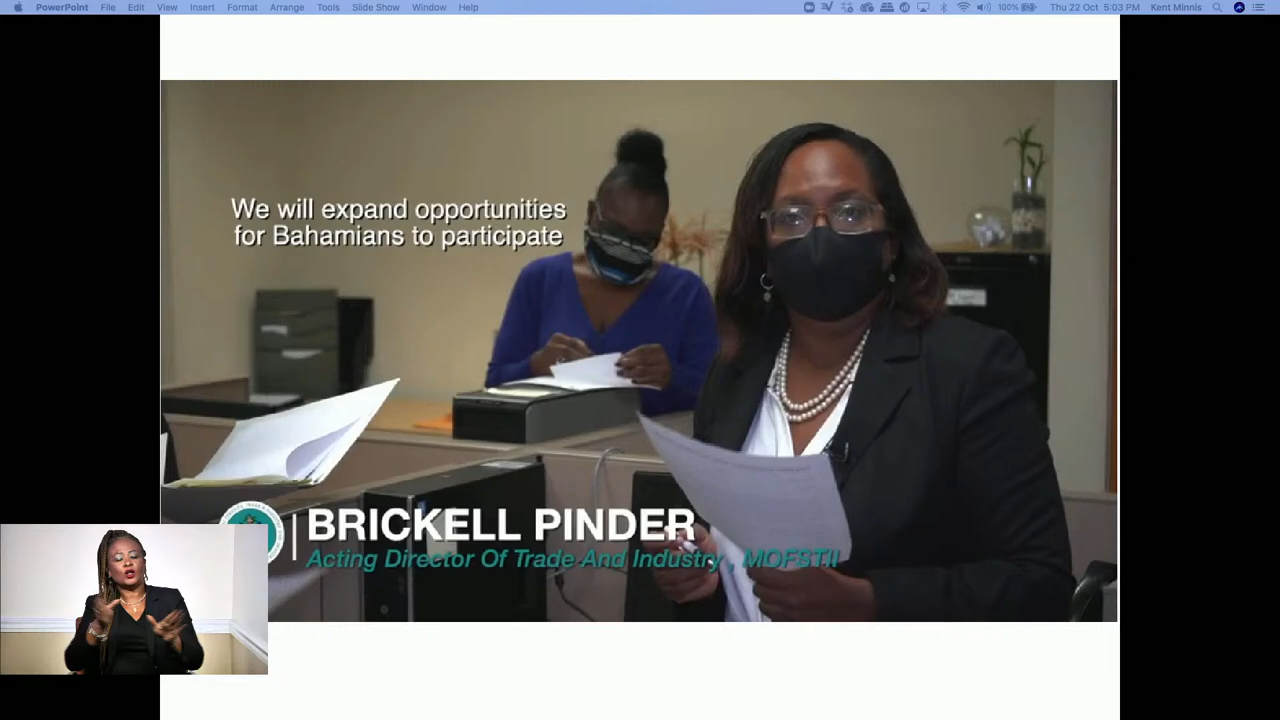 PowerPoint File Edit View Insert Format Arrange Tools Slide Show Window Help 100% Thu 22 Oct 5:03 PM Kent Minnis
We will expand opportunities
for Bahamians to participate
BRICKELL PINDER
Acting Director Of Trade And Industry , MOFSTII